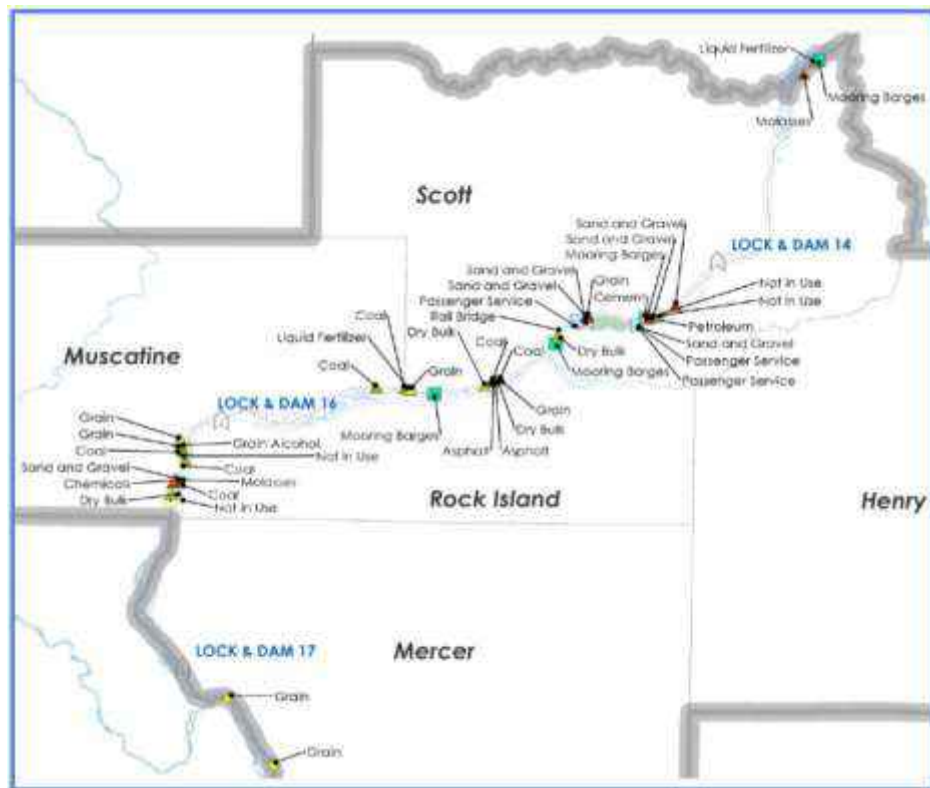 Liquid Fertilizer
Mooring Barges
Molasses
Scott
Sand and Gravel
Sand and Gravel
Mooring Barges
LOCK & DAM 14
Sand and Gravel
Grain
Sand and Gravel
Cement
Not In Use
Not In Use
Passenger Service
Rail Bridge
Petroleum
Coal
Dry Bulk
Sand and Gravel
Liquid Fertilizer
Coal
Dry Bulk
Passenger Service
Muscatine
Coal
Grain
Coal
Mooring Barges
Passenger Service
LOCK & DAM 16
Grain
Grain
Mooring Barges
Dry Bulk
Grain
Grain Alcohol
Asphalt
Asphalt
Coal
Not In Use
Sand and Gravel
Coal
Chemicals
Molasses
Dry Bulk
Coal
Not In Use
Rock Island
Henry
LOCK & DAM 17
Mercer
Grain
Grain